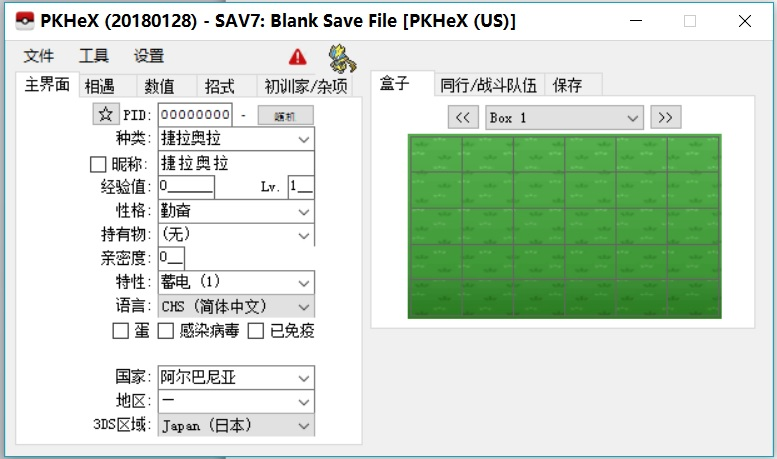 PKHeX (20180128) - SAV7: Blank Save File [PKHeX (US)]
文件 工具 设置
主界面 相遇 数值 招式 初训家/杂项
PID: 00000000 - 随机
种类: 捷拉奥拉
昵称: 捷拉奥拉
经验值: 0 Lv. 1
性格: 勤奋
持有物: (无)
亲密度: 0
特性: 蓄电 (1)
语言: CHS (简体中文)
蛋 感染病毒 已免疫
国家: 阿尔巴尼亚
地区: —
3DS区域: Japan (日本)
盒子 同行/战斗队伍 保存
<< Box 1 >>